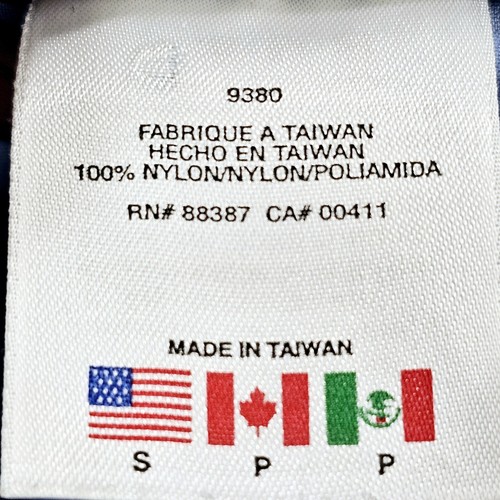 9380
FABRIQUE A TAIWAN
HECHO EN TAIWAN
100% NYLON/NYLON/POLIAMIDA
RN# 88387 CA# 00411
MADE IN TAIWAN
S P P